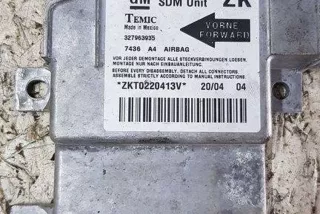 GM SDM Unit ZK
TEMIC
Made in Mexico
VORNE
FORWARD
327963935
7436 A4 AIRBAG
VOR JEDER DEMONTAGE ALLE STECKVERBINDUNGEN LOESEN.
MONTAGE NUR NACH EINBAUANLEITUNG.
BEFORE EVERY DISASSEMBLY, DETACH ALL CONNECTORS
ASSEMBLY STRICTLY ACCORDING TO MANUAL INSTRUCTIONS
*ZKT0220413V* 20/04 04